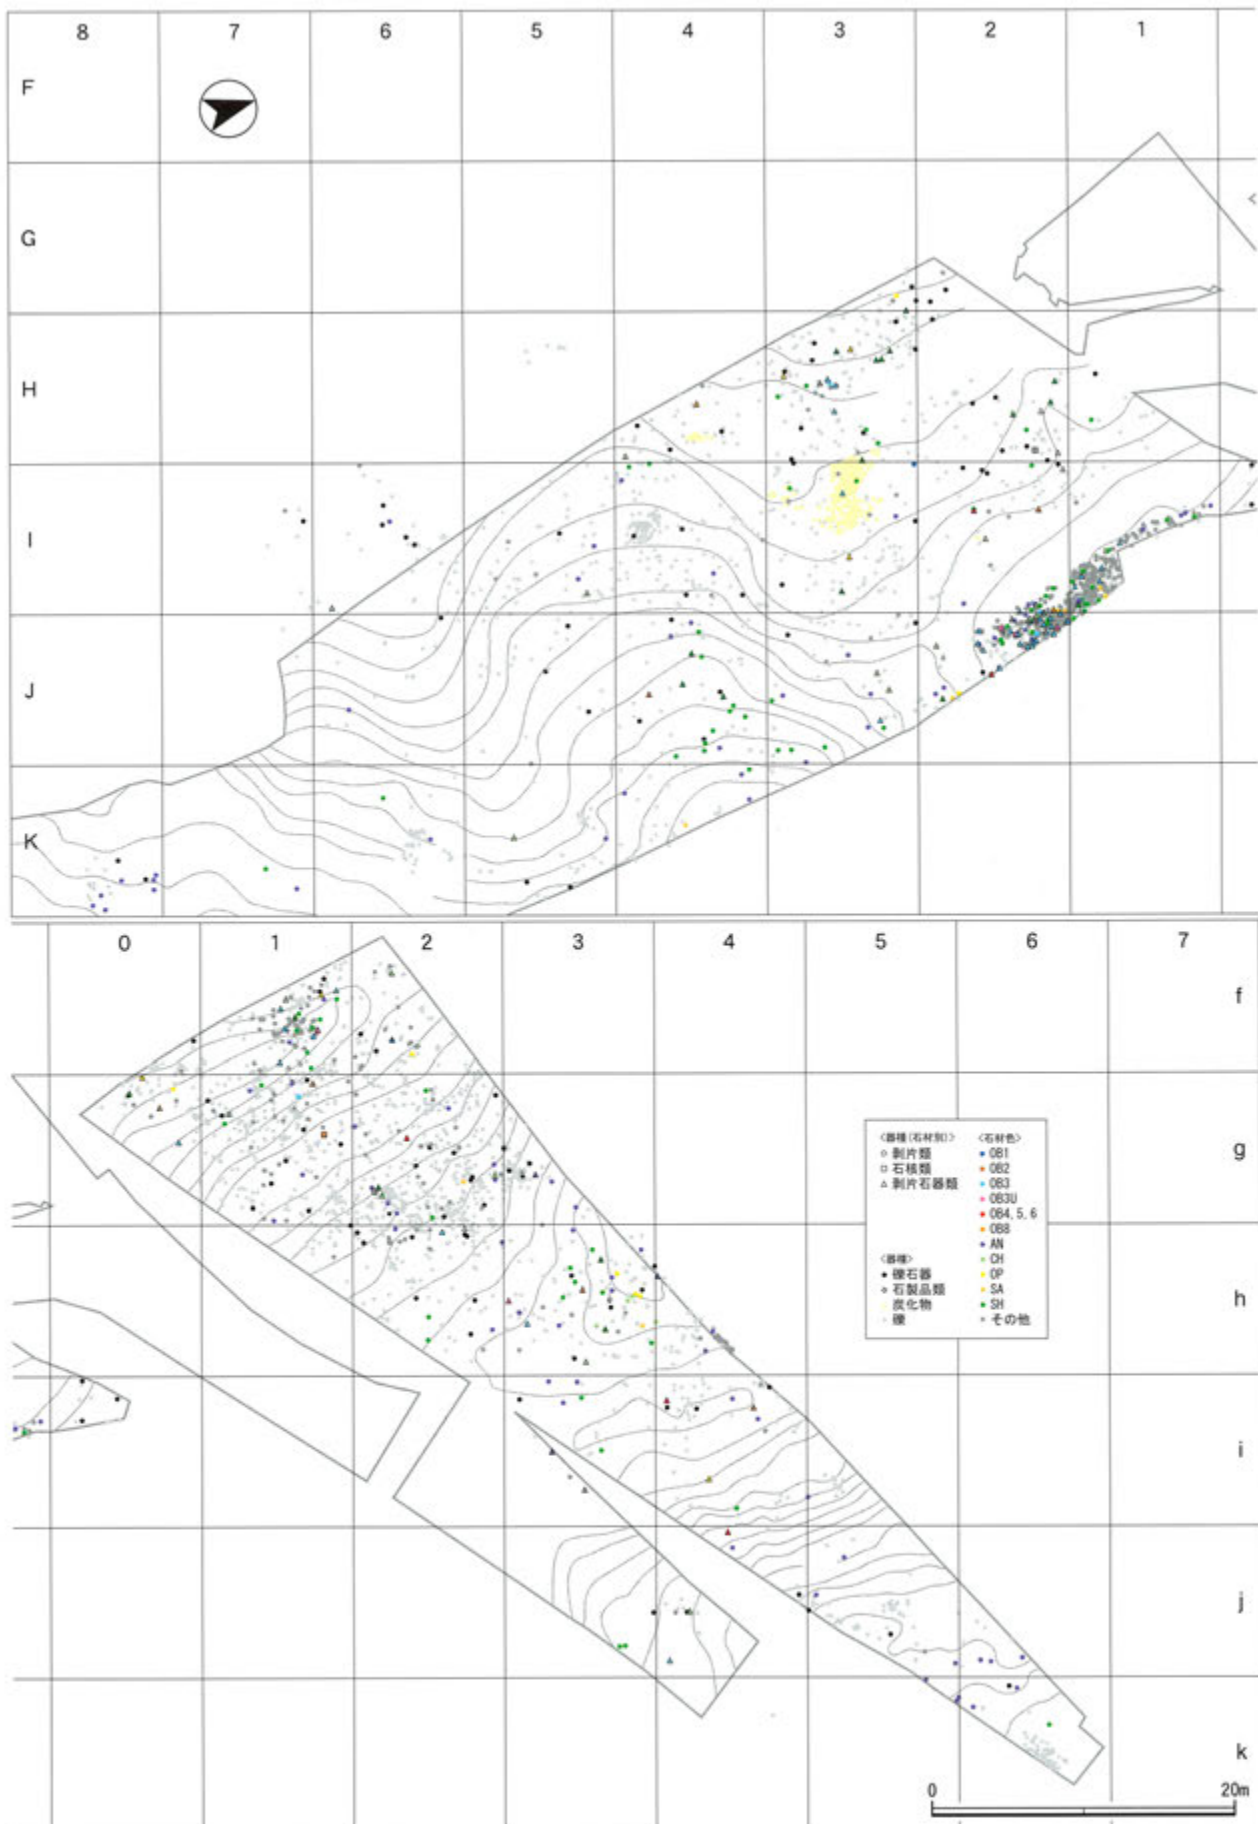 8 7 6 5 4 3 2 1
F
G
H
I
J
K
0 1 2 3 4 5 6 7
f
g
h
i
j
k
<器種(石材別)>
剥片類
石核類
剥片石器類
<器種>
礫石器
石製品類
炭化物
礫
<石材色>
OB1
OB2
OB3
OB3U
OB4, 5, 6
OB8
AN
CH
OP
SA
SH
その他
0 20m